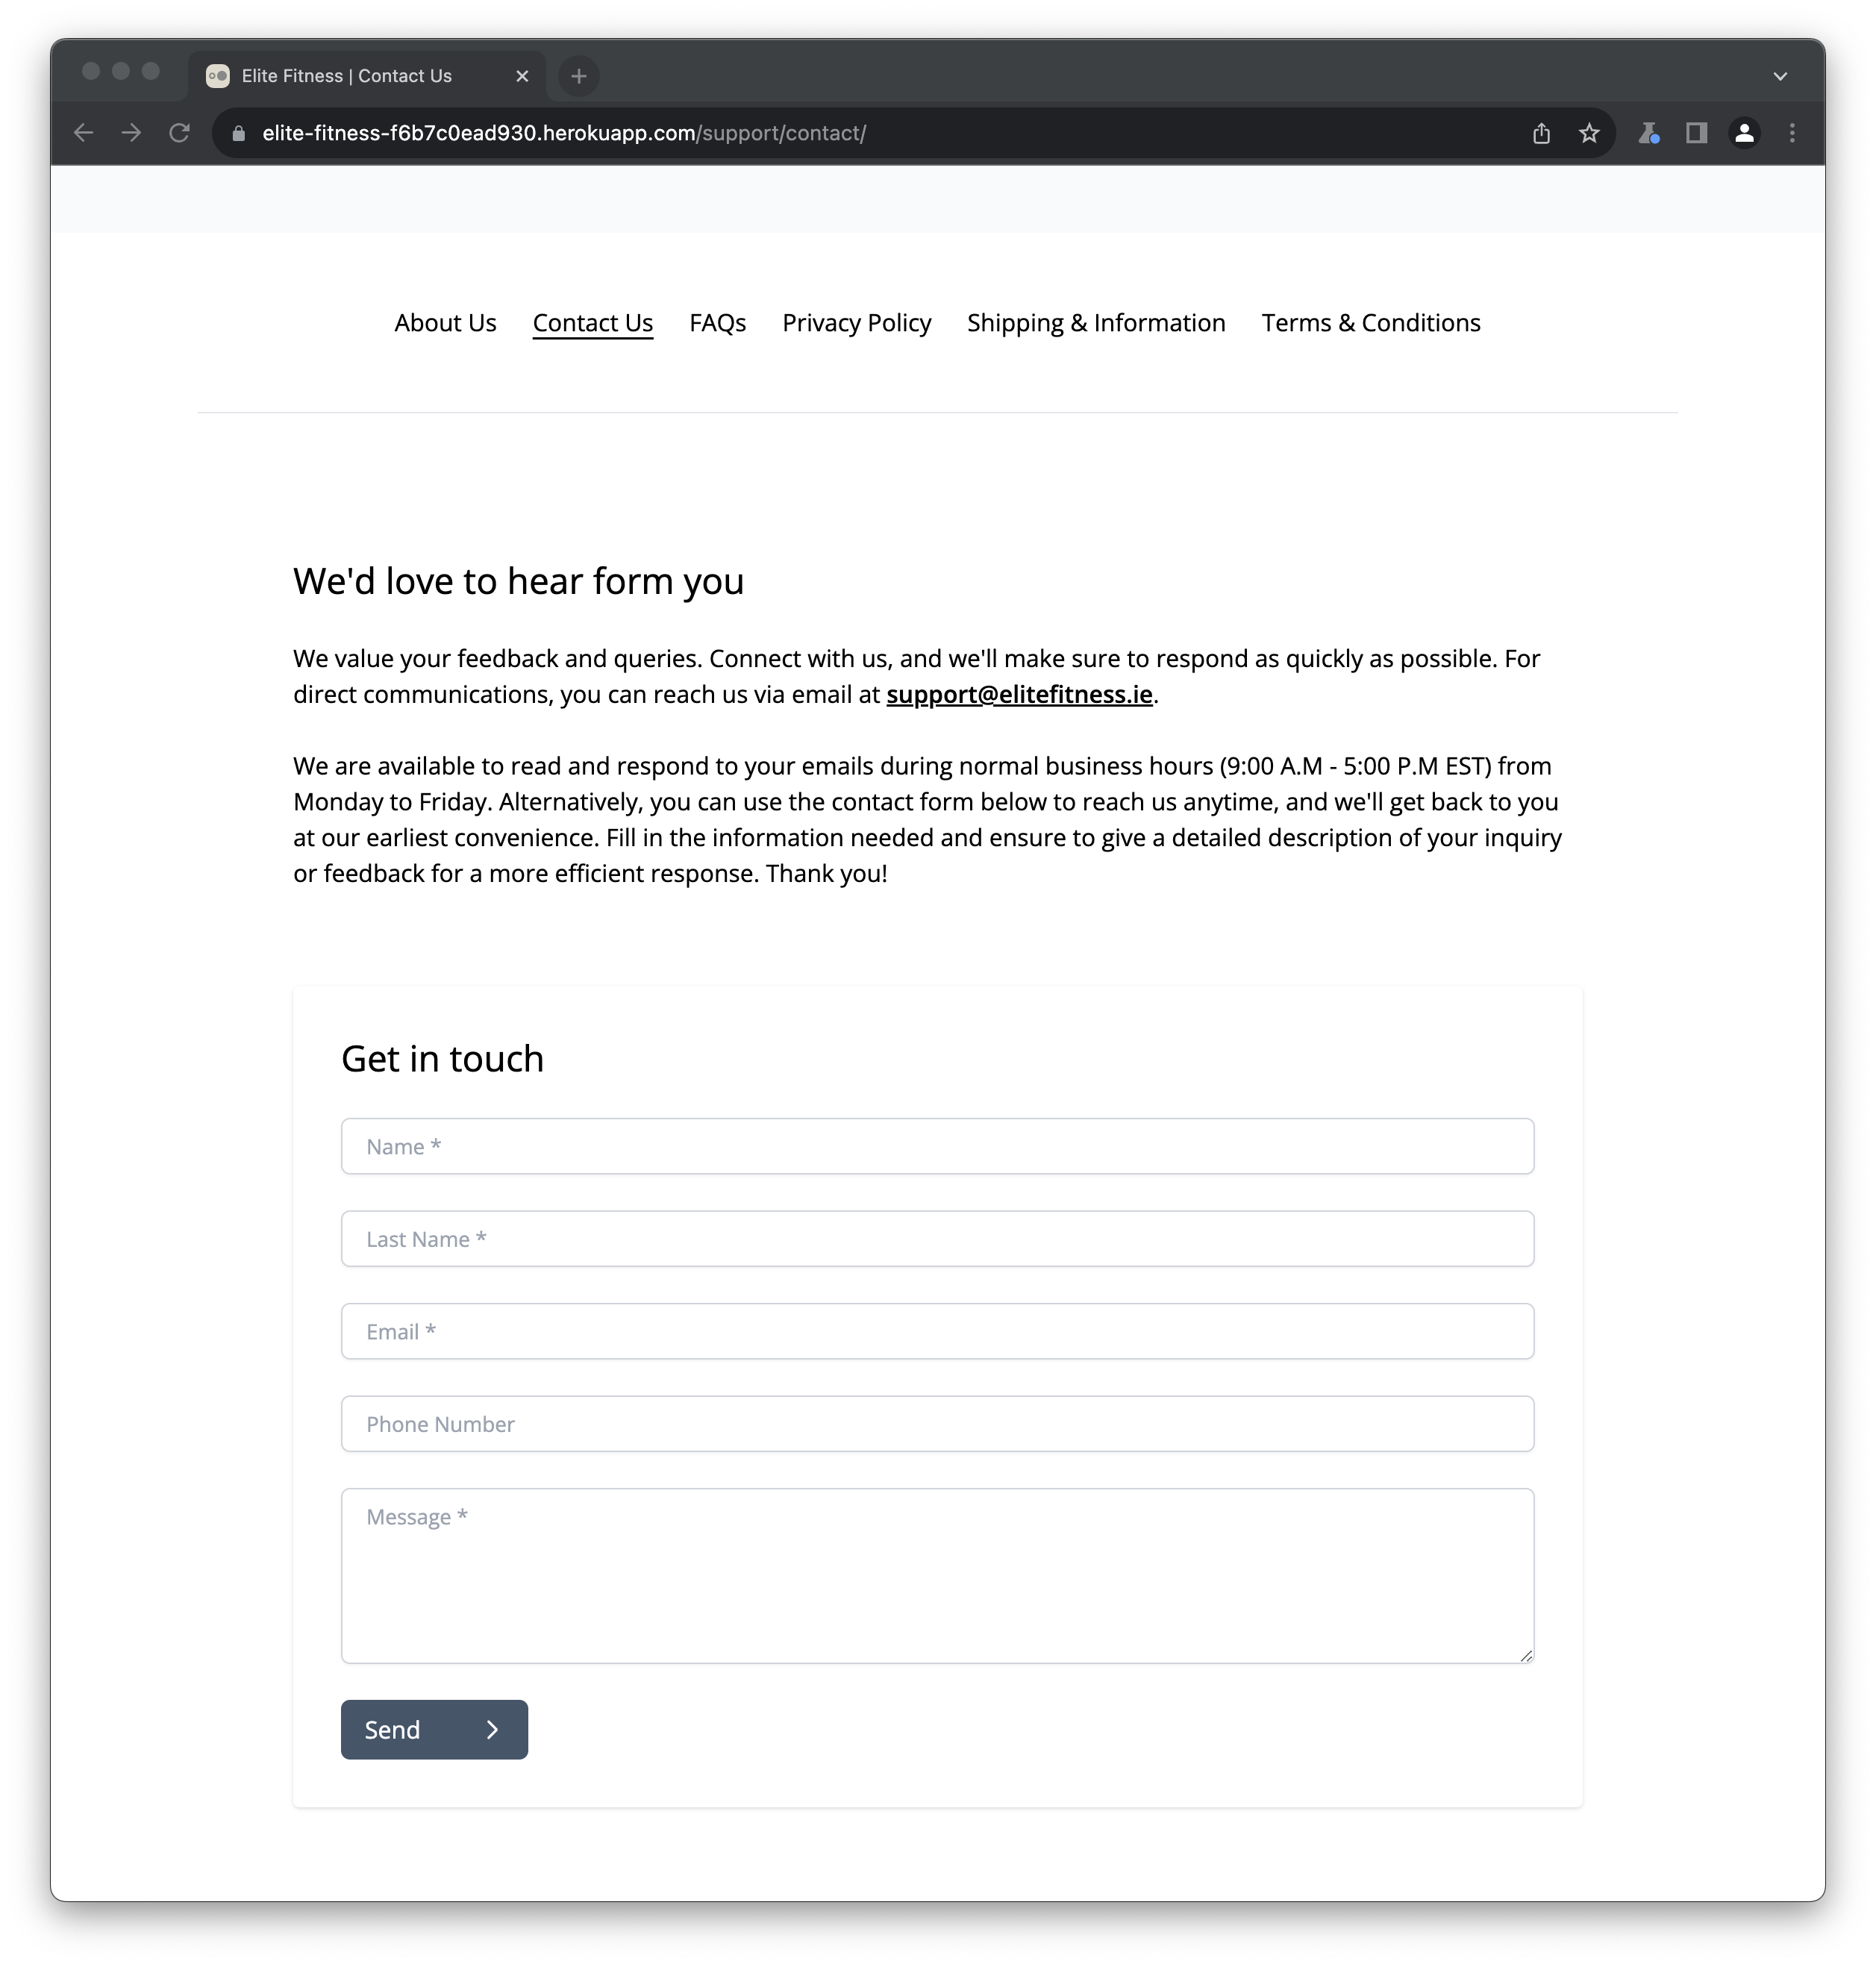 Elite Fitness | Contact Us
elite-fitness-f6b7c0ead930.herokuapp.com/support/contact/
About Us Contact Us FAQs Privacy Policy Shipping & Information Terms & Conditions
We'd love to hear form you
We value your feedback and queries. Connect with us, and we'll make sure to respond as quickly as possible. For
direct communications, you can reach us via email at support@elitefitness.ie.
We are available to read and respond to your emails during normal business hours (9:00 A.M - 5:00 P.M EST) from
Monday to Friday. Alternatively, you can use the contact form below to reach us anytime, and we'll get back to you
at our earliest convenience. Fill in the information needed and ensure to give a detailed description of your inquiry
or feedback for a more efficient response. Thank you!
Get in touch
Name *
Last Name *
Email *
Phone Number
Message *
Send